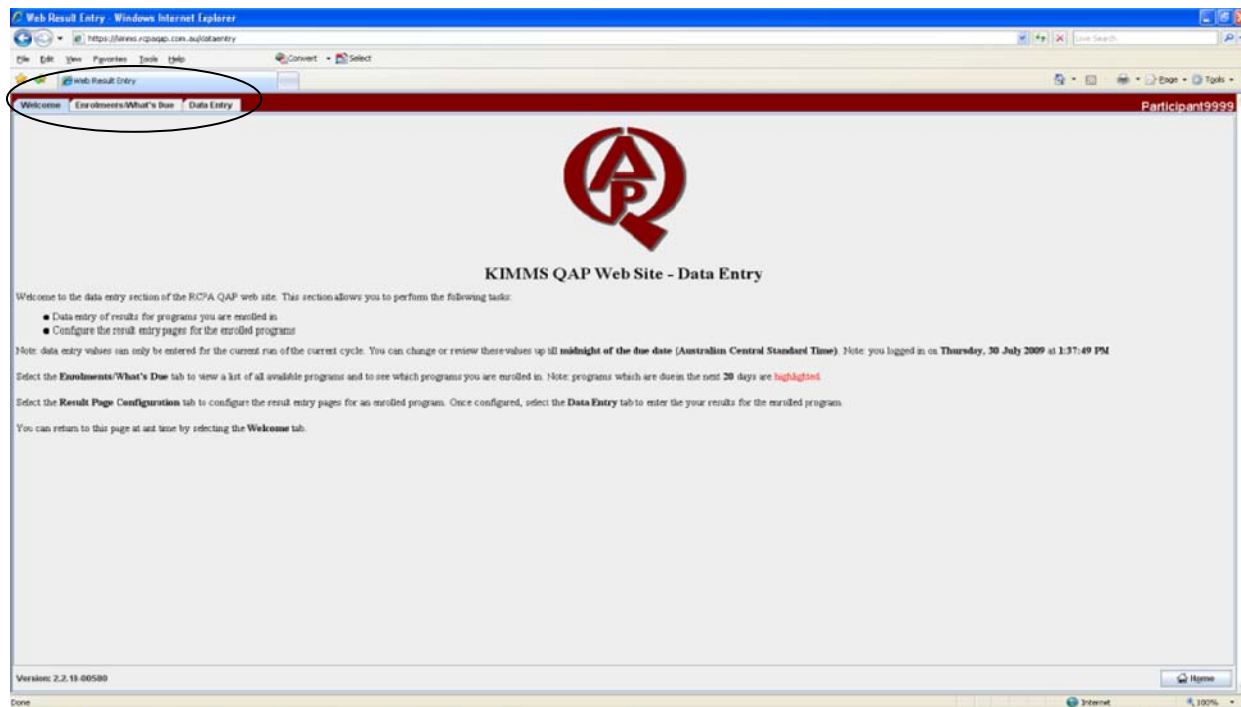 Web Result Entry - Windows Internet Explorer
Live Search
File Edit View Favorites Tools Help Convert Select
Web Result Entry Page Tools
Welcome Enrolments/What's Due Data Entry Participant9999
QAP
KIMMS QAP Web Site - Data Entry
Welcome to the data entry section of the RCPA QAP web site. This section allows you to perform the following tasks:
● Data entry of results for programs you are enrolled in
● Configure the result entry pages for the enrolled programs
Note: data entry values can only be entered for the current run of the current cycle. You can change or review these values up till midnight of the due date (Australian Central Standard Time). Note: you logged in on Thursday, 30 July 2009 at 1:37:49 PM
Select the Enrolments/What's Due tab to view a list of all available programs and to see which programs you are enrolled in. Note: programs which are due in the next 20 days are highlighted.
Select the Result Page Configuration tab to configure the result entry pages for an enrolled program. Once configured, select the Data Entry tab to enter the your results for the enrolled program.
You can return to this page at ant time by selecting the Welcome tab.
Version: 2.2.18-00580 Home
Done Internet 100%